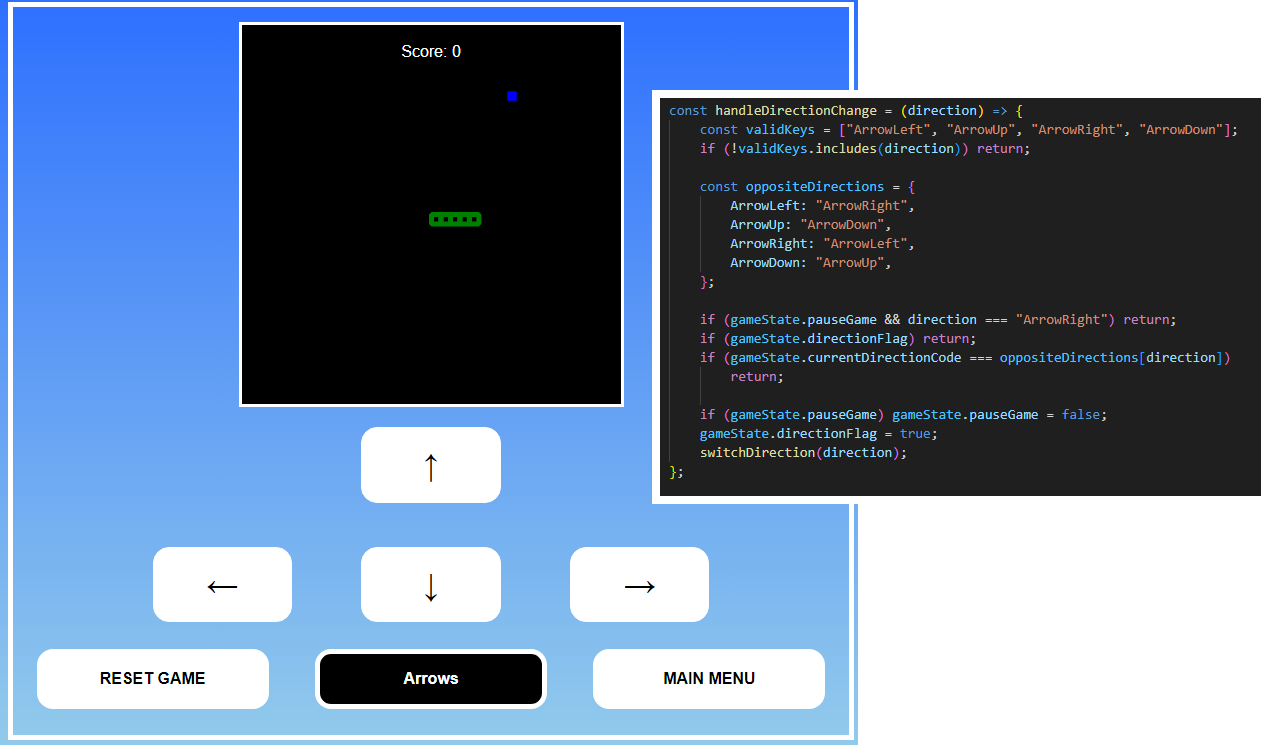 Score: 0
↑
← ↓ →
RESET GAME Arrows MAIN MENU
const handleDirectionChange = (direction) => {
    const validKeys = ["ArrowLeft", "ArrowUp", "ArrowRight", "ArrowDown"];
    if (!validKeys.includes(direction)) return;

    const oppositeDirections = {
        ArrowLeft: "ArrowRight",
        ArrowUp: "ArrowDown",
        ArrowRight: "ArrowLeft",
        ArrowDown: "ArrowUp",
    };

    if (gameState.pauseGame && direction === "ArrowRight") return;
    if (gameState.directionFlag) return;
    if (gameState.currentDirectionCode === oppositeDirections[direction])
        return;

    if (gameState.pauseGame) gameState.pauseGame = false;
    gameState.directionFlag = true;
    switchDirection(direction);
};